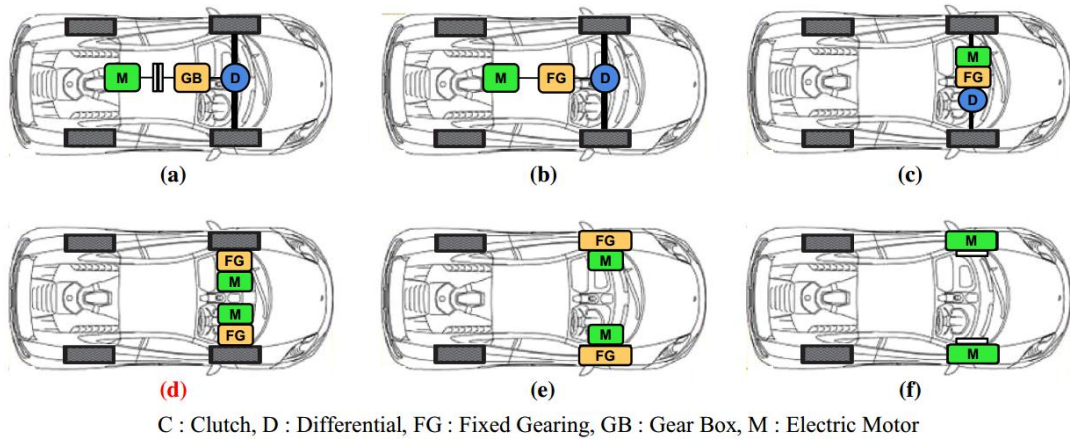 M GB D
M FG D
M
FG
D
(a) (b) (c)
FG
M
M
FG
FG
M
M
FG
M
M
(d) (e) (f)
C : Clutch, D : Differential, FG : Fixed Gearing, GB : Gear Box, M : Electric Motor